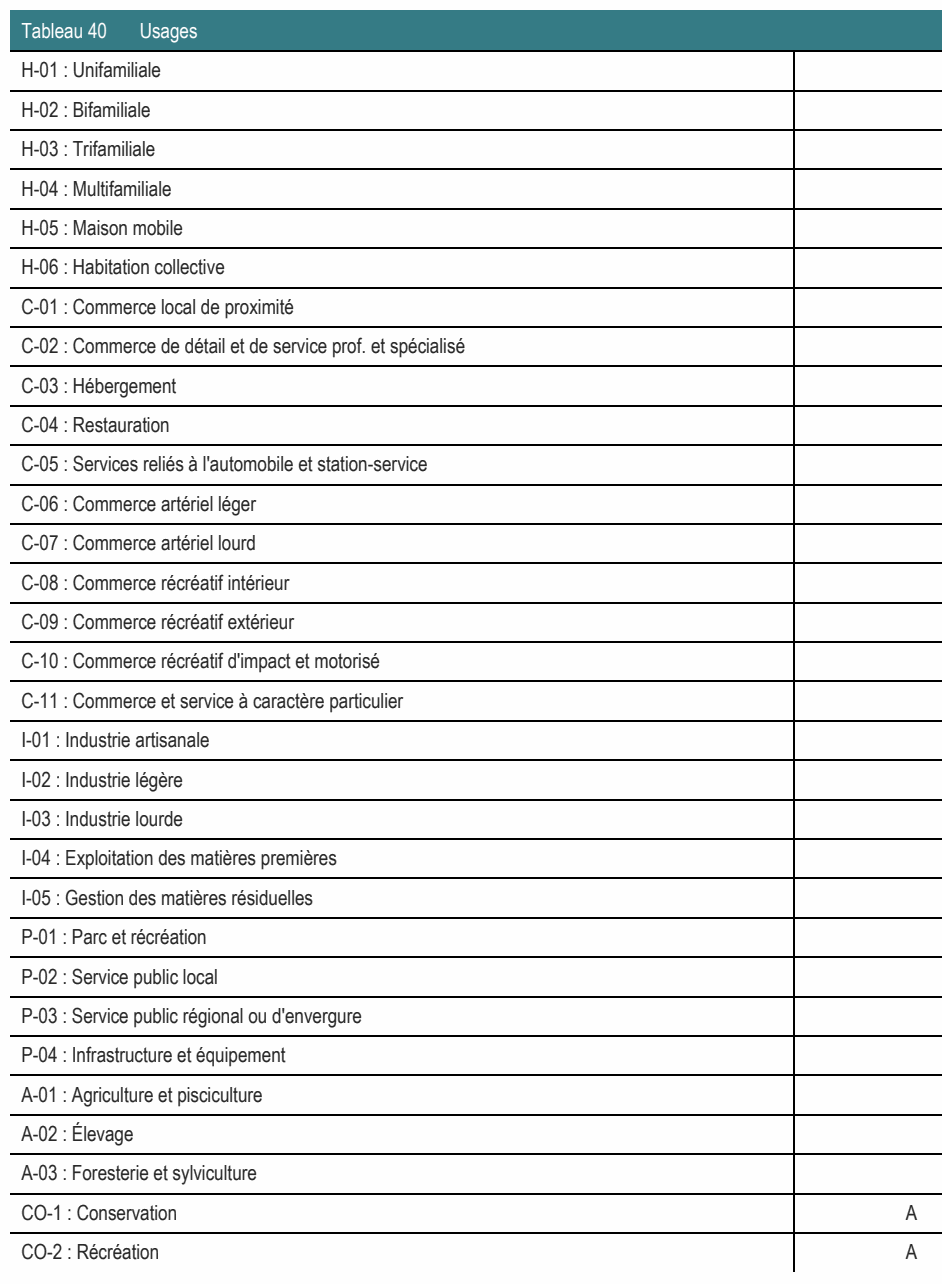 Tableau 40 Usages
H-01 : Unifamiliale
H-02 : Bifamiliale
H-03 : Trifamiliale
H-04 : Multifamiliale
H-05 : Maison mobile
H-06 : Habitation collective
C-01 : Commerce local de proximité
C-02 : Commerce de détail et de service prof. et spécialisé
C-03 : Hébergement
C-04 : Restauration
C-05 : Services reliés à l'automobile et station-service
C-06 : Commerce artériel léger
C-07 : Commerce artériel lourd
C-08 : Commerce récréatif intérieur
C-09 : Commerce récréatif extérieur
C-10 : Commerce récréatif d'impact et motorisé
C-11 : Commerce et service à caractère particulier
I-01 : Industrie artisanale
I-02 : Industrie légère
I-03 : Industrie lourde
I-04 : Exploitation des matières premières
I-05 : Gestion des matières résiduelles
P-01 : Parc et récréation
P-02 : Service public local
P-03 : Service public régional ou d'envergure
P-04 : Infrastructure et équipement
A-01 : Agriculture et pisciculture
A-02 : Élevage
A-03 : Foresterie et sylviculture
CO-1 : Conservation A
CO-2 : Récréation A